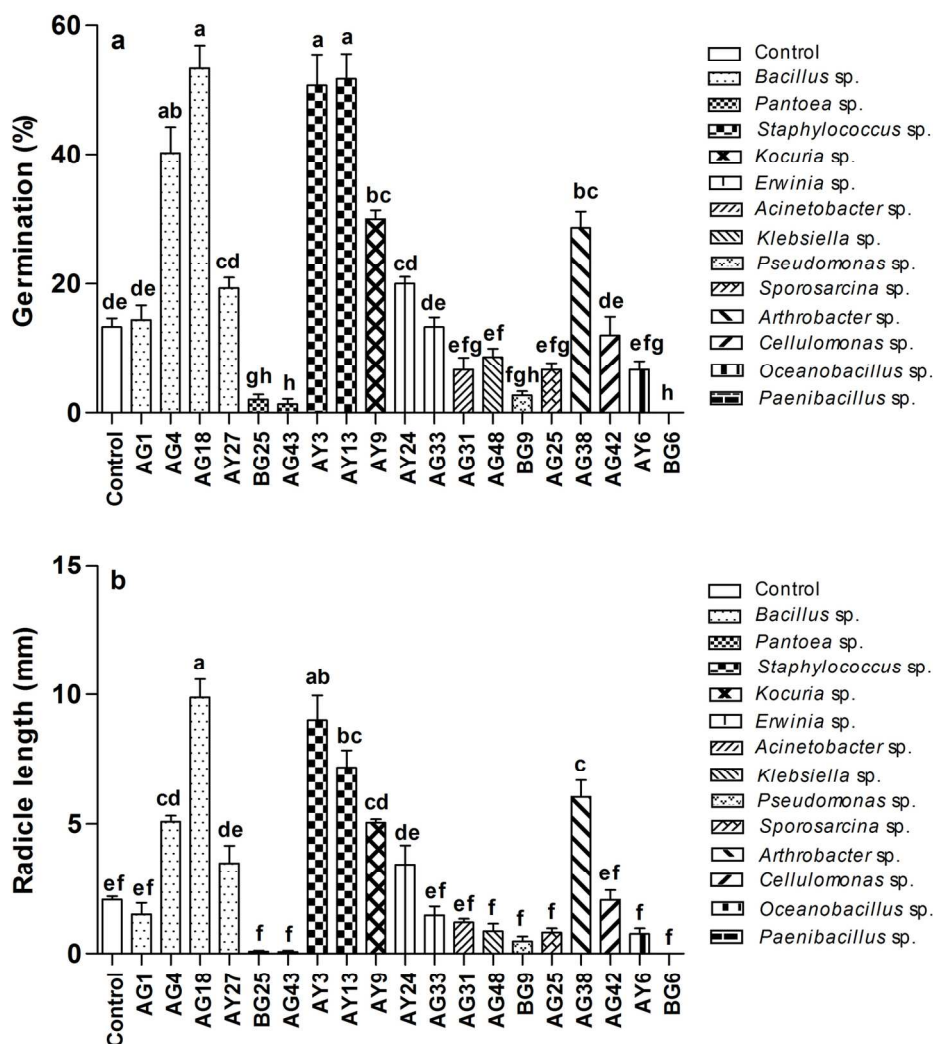 a
Germination (%)
60
40
20
0
de
de
ab
a
cd
gh
h
a
a
bc
cd
de
efg
ef
fgh
efg
bc
de
efg
h
Control
AG1
AG4
AG18
AY27
BG25
AG43
AY3
AY13
AY9
AY24
AG33
AG31
AG48
BG9
AG25
AG38
AG42
AY6
BG6
Control
Bacillus sp.
Pantoea sp.
Staphylococcus sp.
Kocuria sp.
Erwinia sp.
Acinetobacter sp.
Klebsiella sp.
Pseudomonas sp.
Sporosarcina sp.
Arthrobacter sp.
Cellulomonas sp.
Oceanobacillus sp.
Paenibacillus sp.
b
Radicle length (mm)
15
10
5
0
ef
ef
cd
a
de
f
f
ab
bc
cd
de
ef
ef
f
f
f
c
ef
f
f
Control
AG1
AG4
AG18
AY27
BG25
AG43
AY3
AY13
AY9
AY24
AG33
AG31
AG48
BG9
AG25
AG38
AG42
AY6
BG6
Control
Bacillus sp.
Pantoea sp.
Staphylococcus sp.
Kocuria sp.
Erwinia sp.
Acinetobacter sp.
Klebsiella sp.
Pseudomonas sp.
Sporosarcina sp.
Arthrobacter sp.
Cellulomonas sp.
Oceanobacillus sp.
Paenibacillus sp.